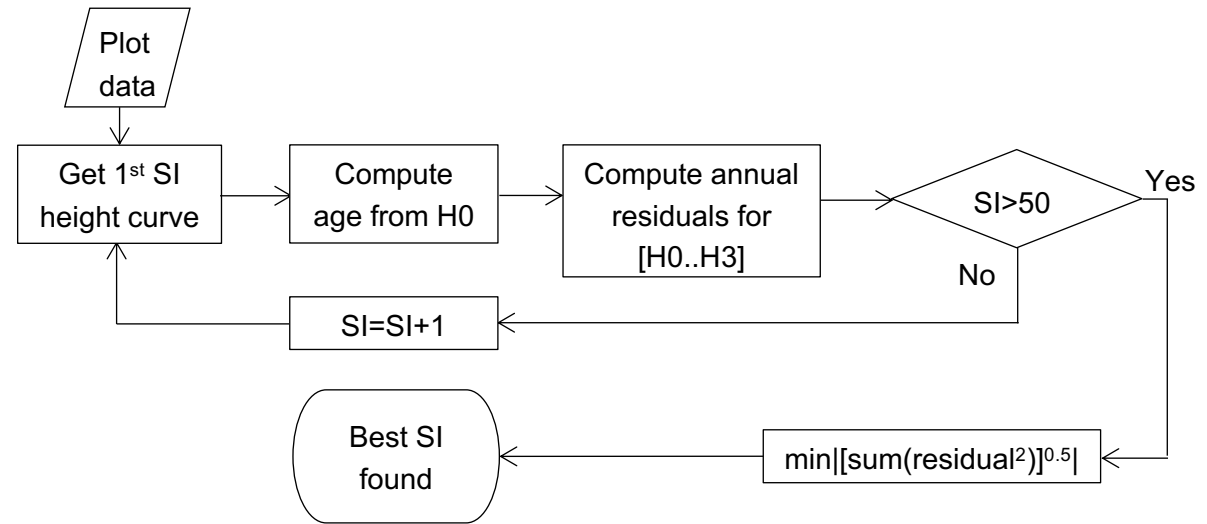 Plot
data
Get 1st SI
height curve
Compute
age from H0
Compute annual
residuals for
[H0..H3]
SI>50
Yes
No
SI=SI+1
Best SI
found
min|[sum(residual²)]⁰·⁵|